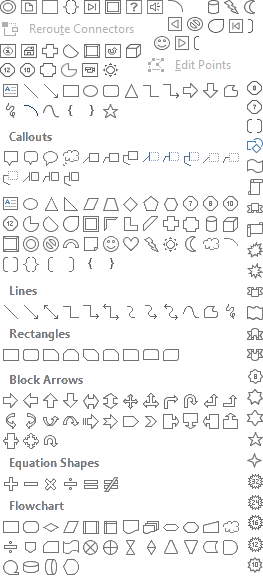 Reroute Connectors
Edit Points
Callouts
Lines
Rectangles
Block Arrows
Equation Shapes
Flowchart